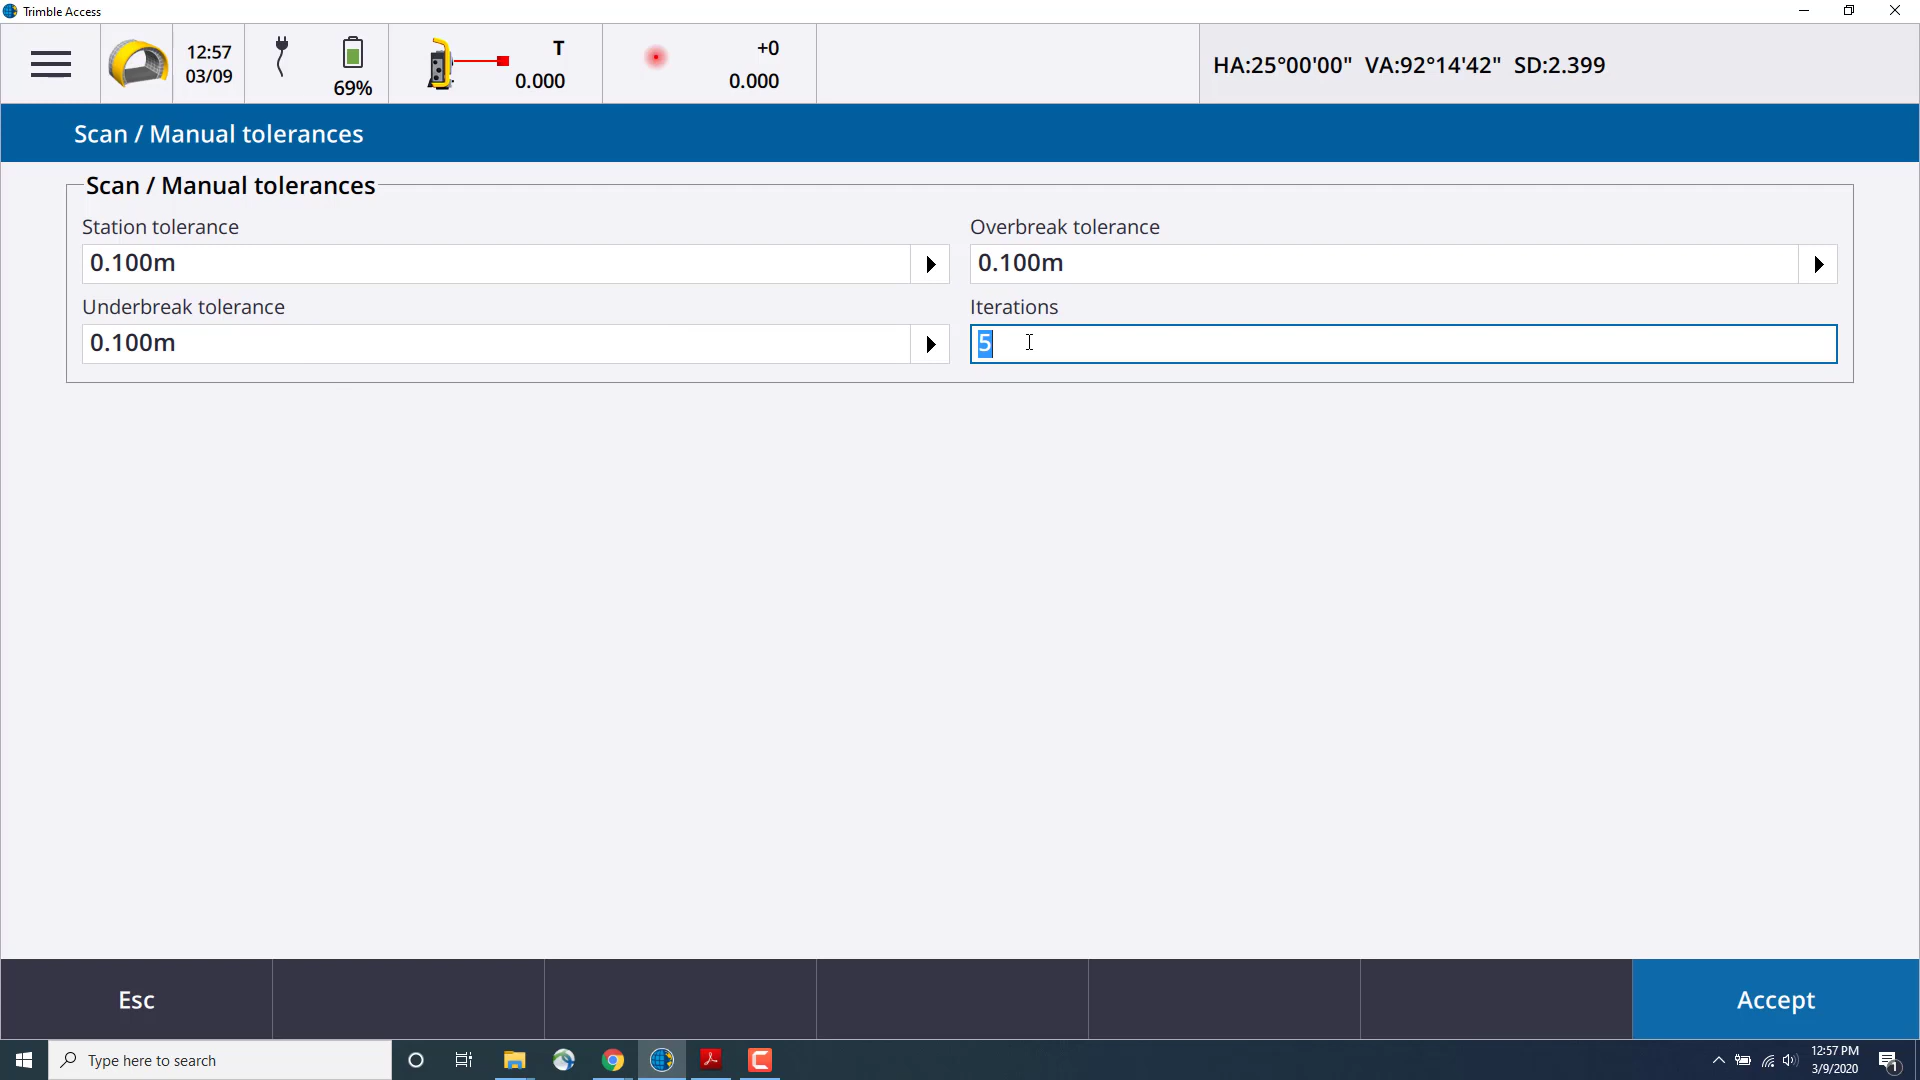 Trimble Access
12:57
03/09
69%
T
0.000
+0
0.000
HA:25°00'00" VA:92°14'42" SD:2.399
Scan / Manual tolerances
Scan / Manual tolerances
Station tolerance
0.100m
Overbreak tolerance
0.100m
Underbreak tolerance
0.100m
Iterations
5
Esc
Accept
Type here to search
12:57 PM
3/9/2020
1